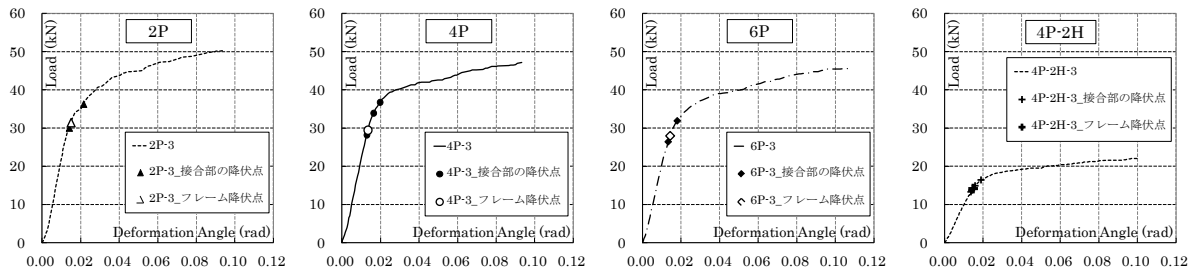 60
50
40
30
20
10
0
Load (kN)
2P
2P-3
2P-3_接合部の降伏点
2P-3_フレーム降伏点
Deformation Angle (rad)
0.00 0.02 0.04 0.06 0.08 0.10 0.12
60
50
40
30
20
10
0
Load (kN)
4P
4P-3
4P-3_接合部の降伏点
4P-3_フレーム降伏点
Deformation Angle (rad)
0.00 0.02 0.04 0.06 0.08 0.10 0.12
60
50
40
30
20
10
0
Load (kN)
6P
6P-3
6P-3_接合部の降伏点
6P-3_フレーム降伏点
Deformation Angle (rad)
0.00 0.02 0.04 0.06 0.08 0.10 0.12
60
50
40
30
20
10
0
Load (kN)
4P-2H
4P-2H-3
4P-2H-3_接合部の降伏点
4P-2H-3_フレーム降伏点
Deformation Angle (rad)
0.00 0.02 0.04 0.06 0.08 0.10 0.12